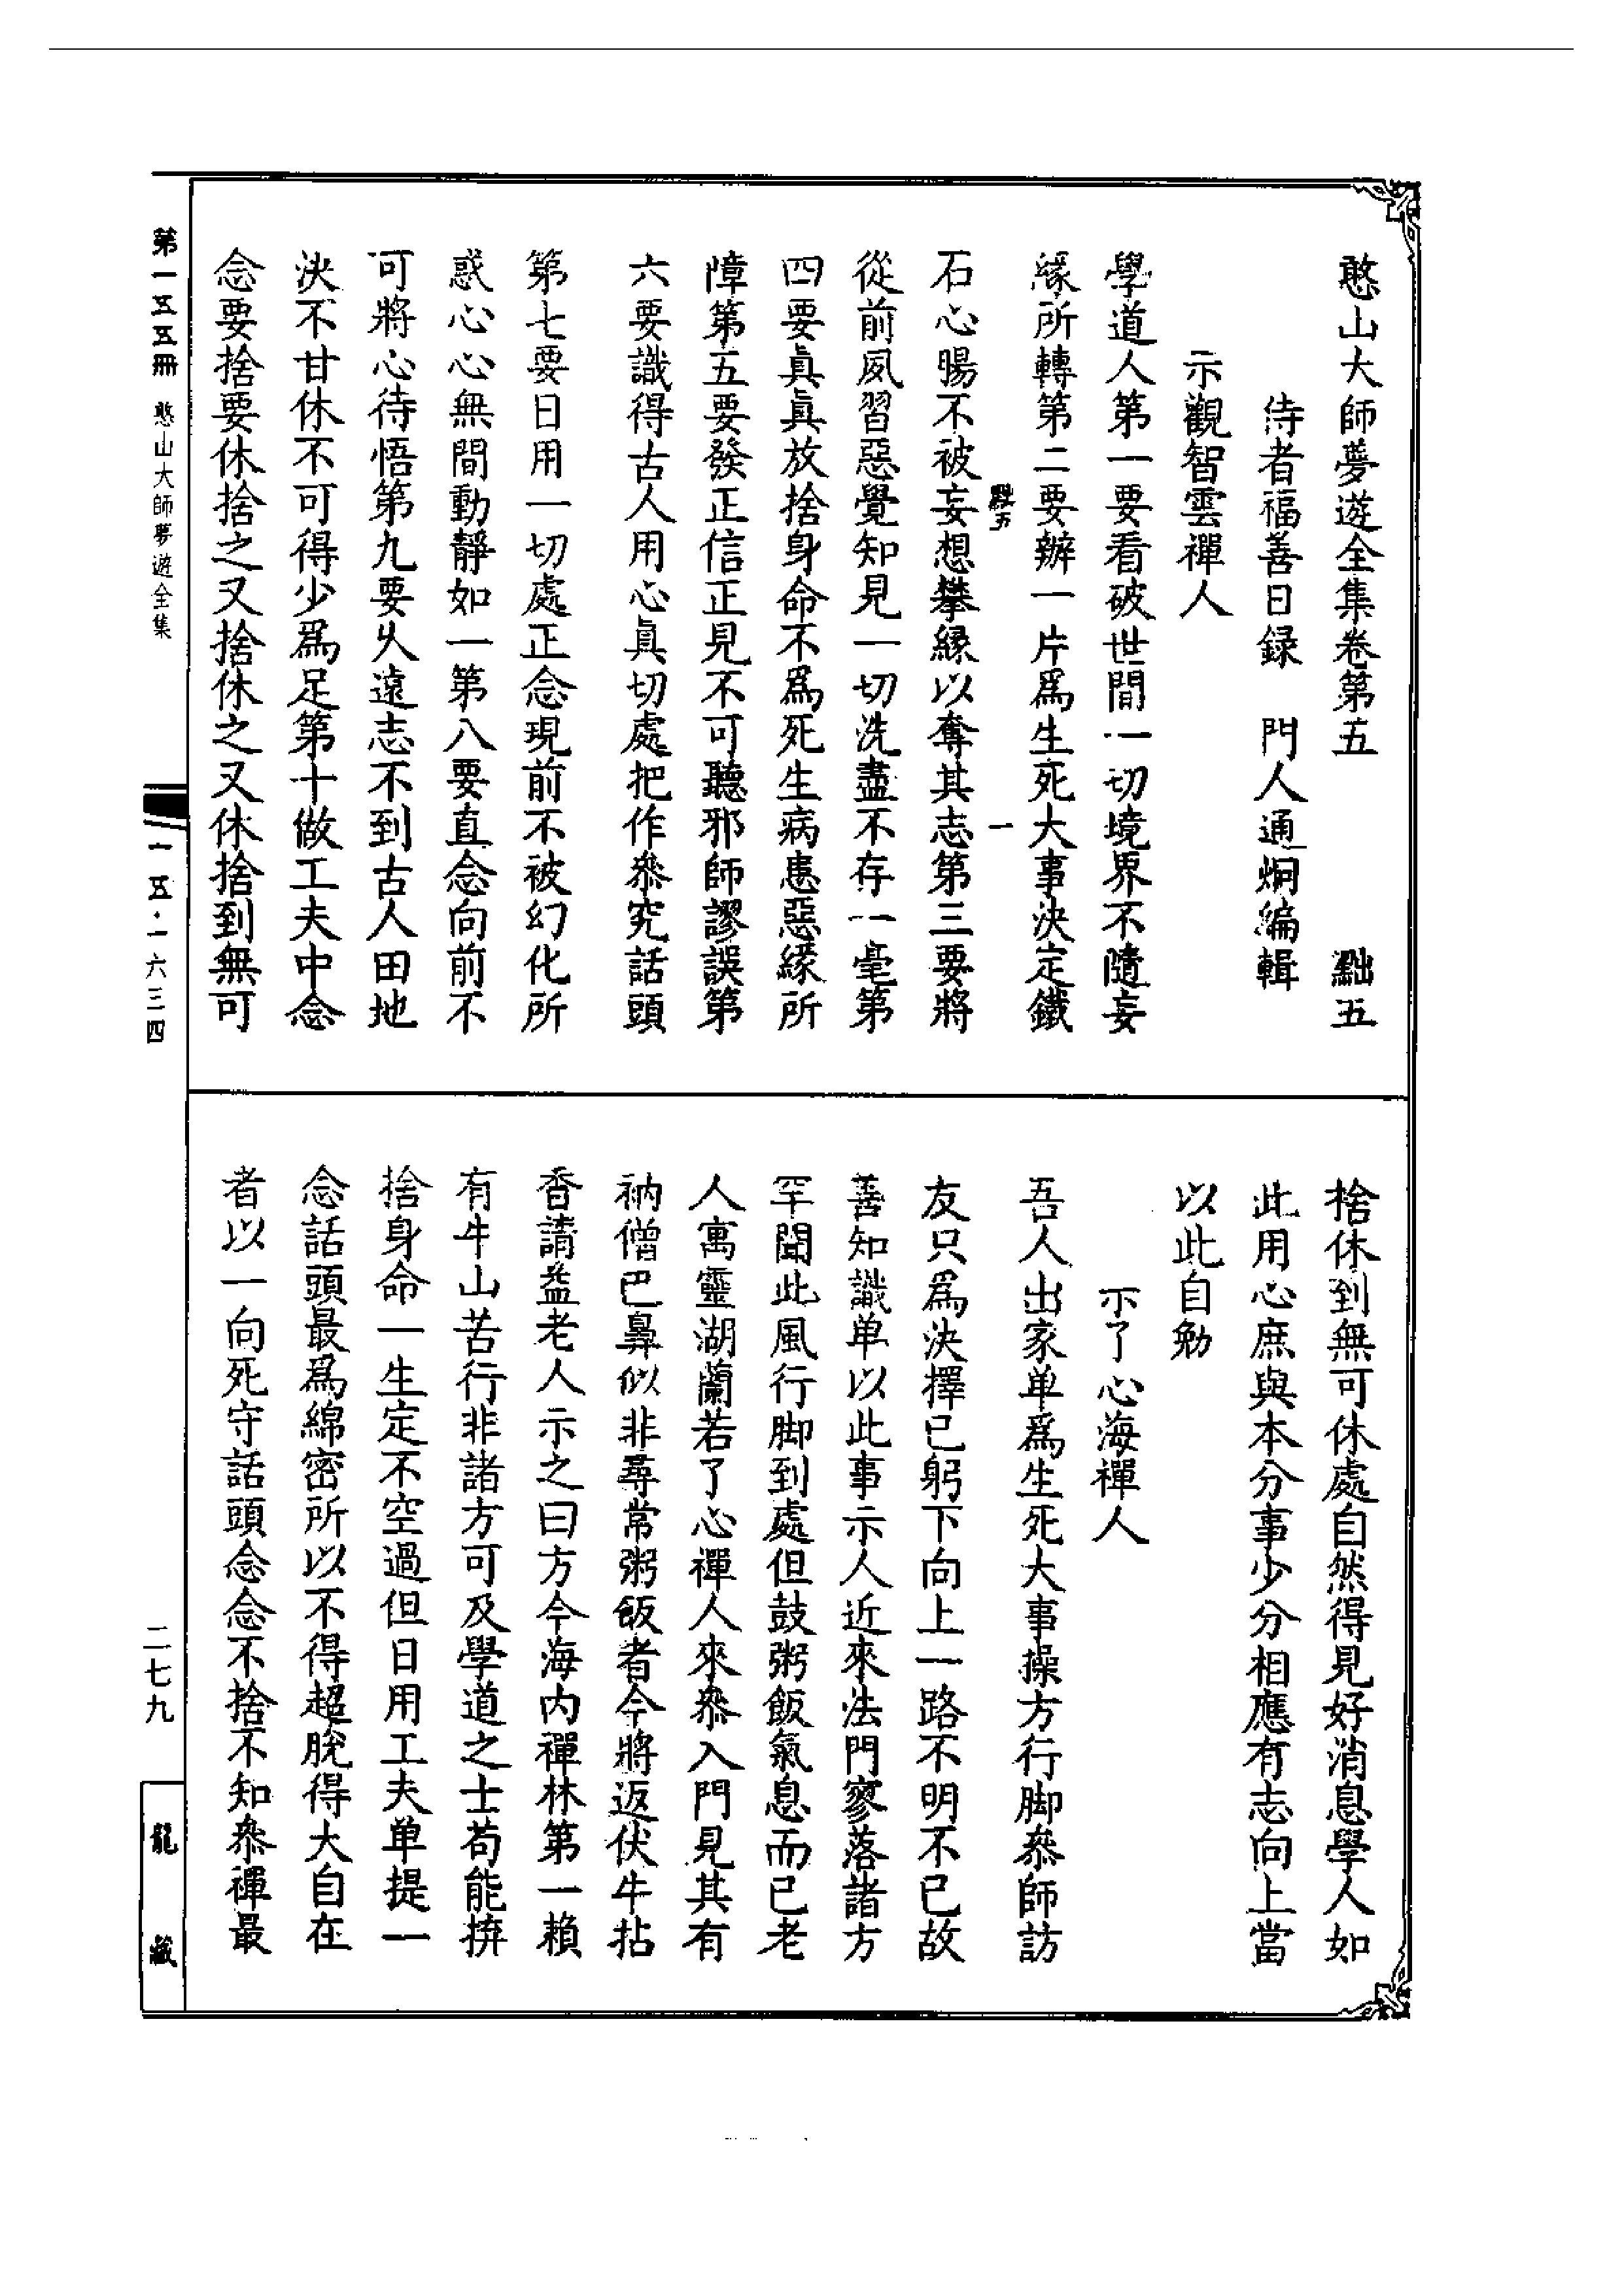 憨山大師夢遊全集卷第五 黜五
侍者福善日録 門人通炯編輯
示觀智雲禪人
學道人第一要看破世間一切境界不隨妄
緣所轉第二要辦一片爲生死大事決定鐵
黜五 一
石心腸不被妄想攀緣以奪其志第三要將
從前夙習惡覺知見一切洗盡不存一毫第
四要真真放捨身命不爲死生病患惡緣所
障第五要發正信正見不可聽邪師謬誤第
六要識得古人用心真切處把作叅究話頭
第七要日用一切處正念現前不被幻化所
惑心心無間動靜如一第八要直念向前不
可將心待悟第九要乆遠志不到古人田地
決不甘休不可得少爲足第十做工夫中念
念要捨要休捨之又捨休之又休捨到無可
捨休到無可休處自然得見好消息學人如
此用心庶與本分事少分相應有志向上當
以此自勉
示了心海禪人
吾人出家单爲生死大事操方行脚叅師訪
友只爲決擇已躬下向上一路不明不已故
善知識单以此事示人近來法門寥落諸方
罕聞此風行脚到處但鼓粥飯氣息而已老
人寓靈湖蘭若了心禪人來叅入門見其有
衲僧巴鼻似非尋常粥飯者今將返伏牛拈
香請益老人示之曰方今海内禪林第一賴
有牛山苦行非諸方可及學道之士苟能拚
捨身命一生定不空過但日用工夫单提一
念話頭最爲綿密所以不得超脫得大自在
者以一向死守話頭念念不捨不知叅禪最
第一五五冊 憨山大師夢遊全集
一五·一六三四
二七九
龍藏